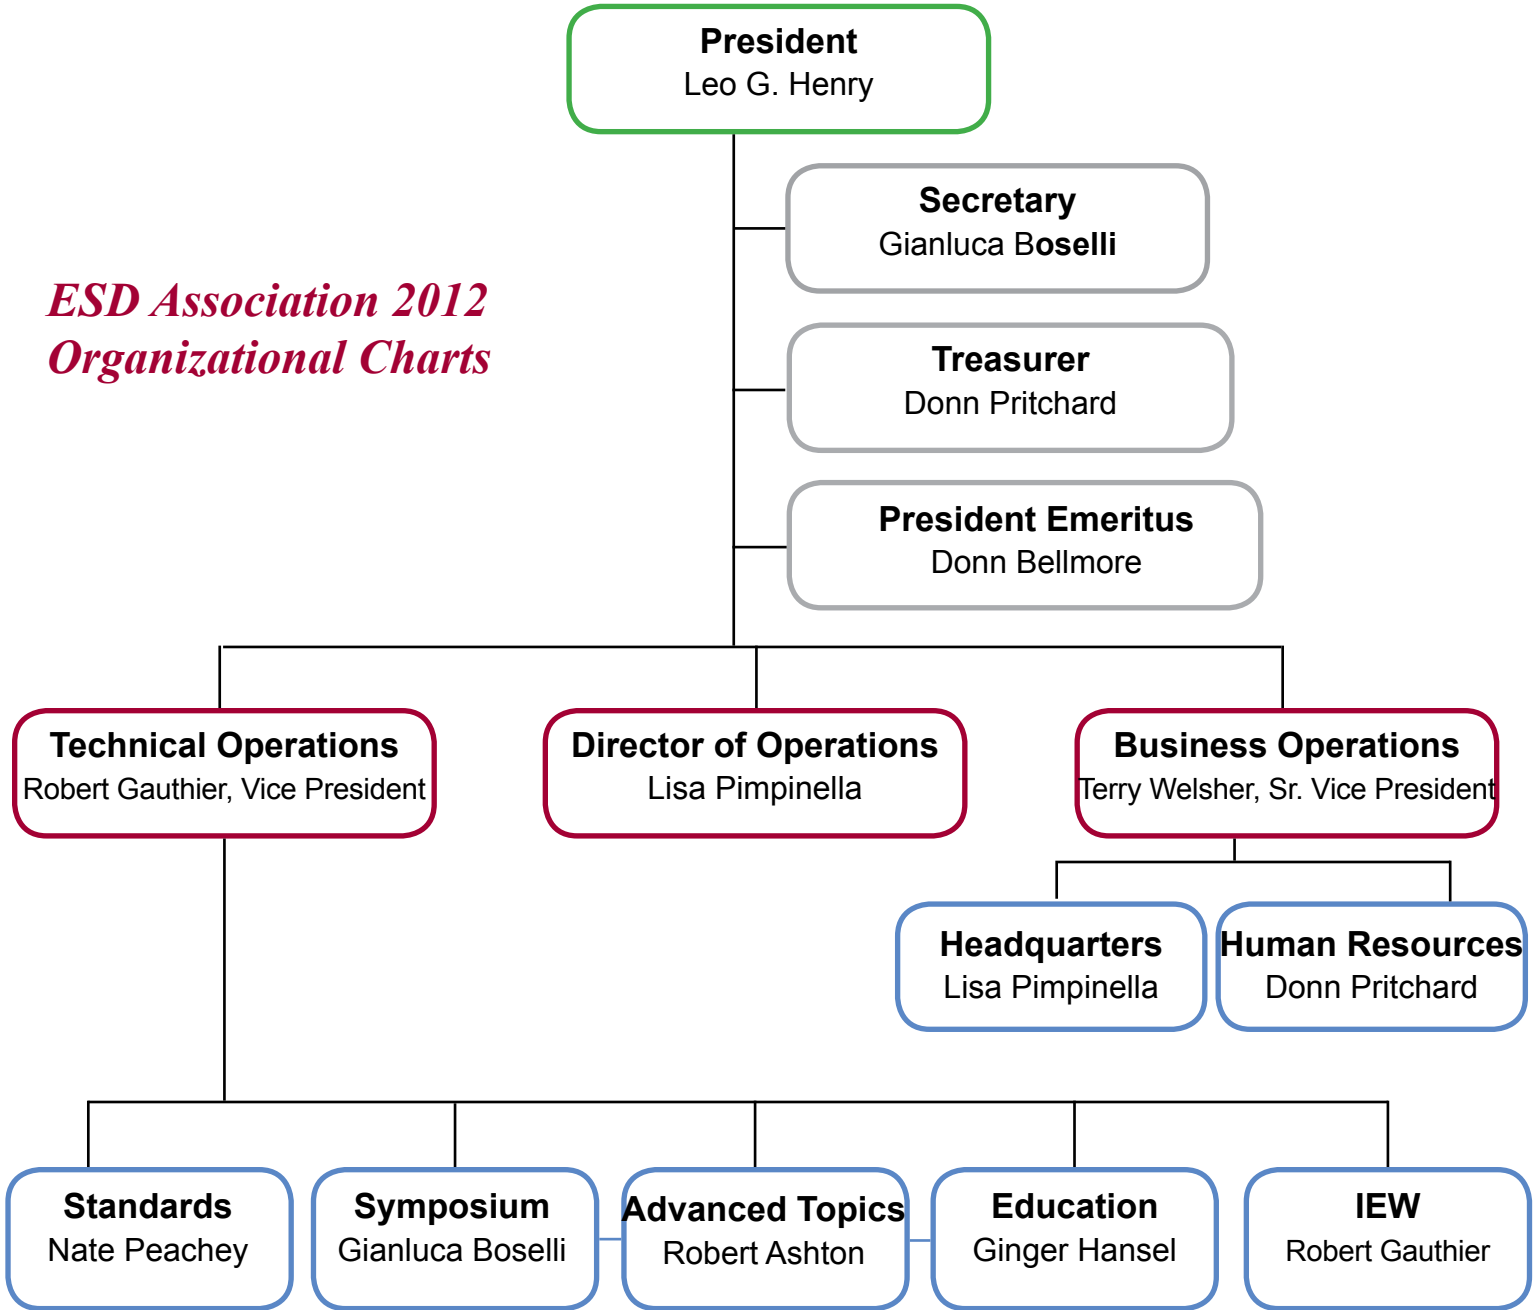 President
Leo G. Henry
Secretary
Gianluca Boselli
ESD Association 2012
Organizational Charts
Treasurer
Donn Pritchard
President Emeritus
Donn Bellmore
Technical Operations
Robert Gauthier, Vice President
Director of Operations
Lisa Pimpinella
Business Operations
Terry Welsher, Sr. Vice President
Headquarters
Lisa Pimpinella
Human Resources
Donn Pritchard
Standards
Nate Peachey
Symposium
Gianluca Boselli
Advanced Topics
Robert Ashton
Education
Ginger Hansel
IEW
Robert Gauthier